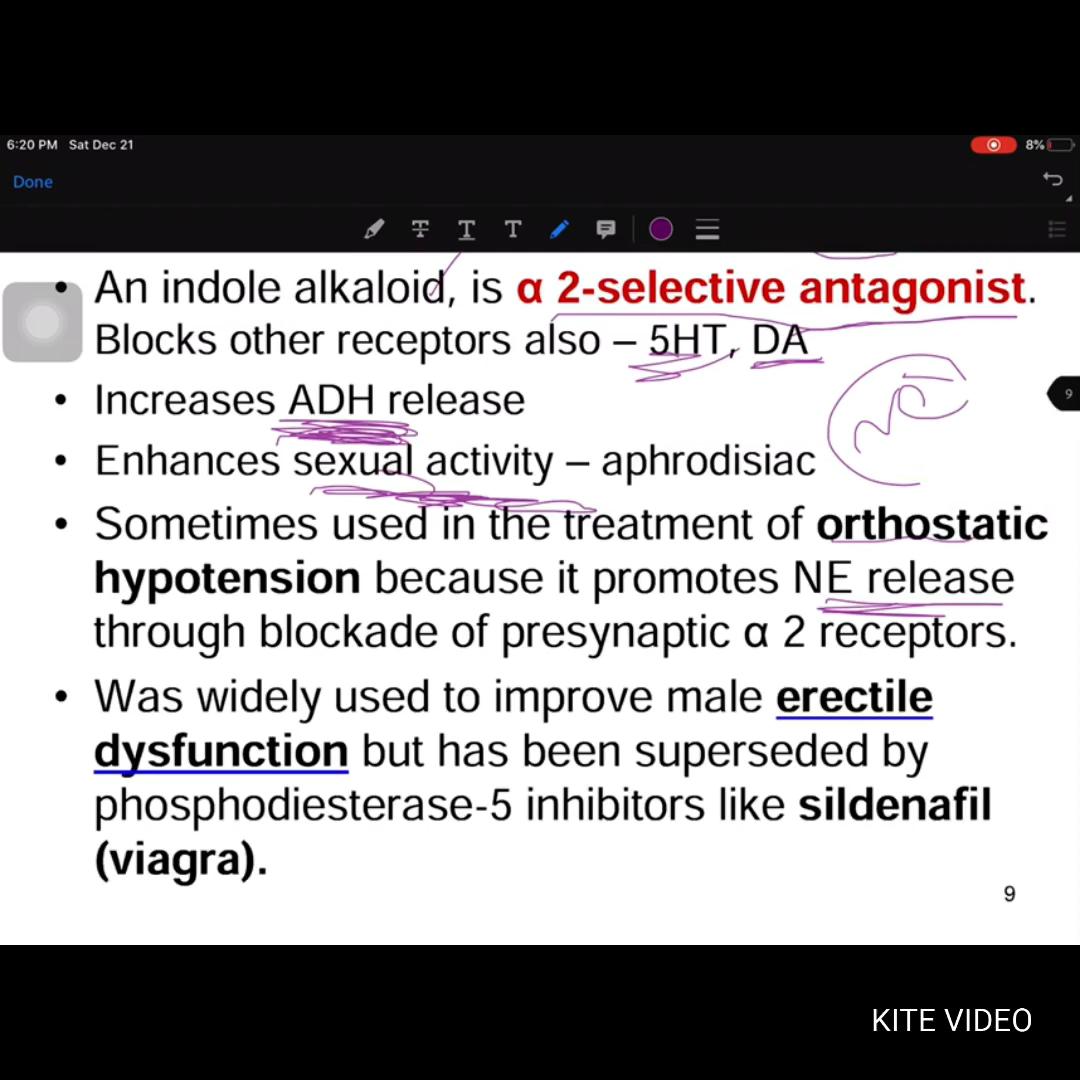 6:20 PM Sat Dec 21
8%
Done
• An indole alkaloid, is α 2-selective antagonist.
Blocks other receptors also – 5HT, DA
9
• Increases ADH release
• Enhances sexual activity – aphrodisiac
• Sometimes used in the treatment of orthostatic
hypotension because it promotes NE release
through blockade of presynaptic α 2 receptors.
• Was widely used to improve male erectile
dysfunction but has been superseded by
phosphodiesterase-5 inhibitors like sildenafil
(viagra).
9
KITE VIDEO